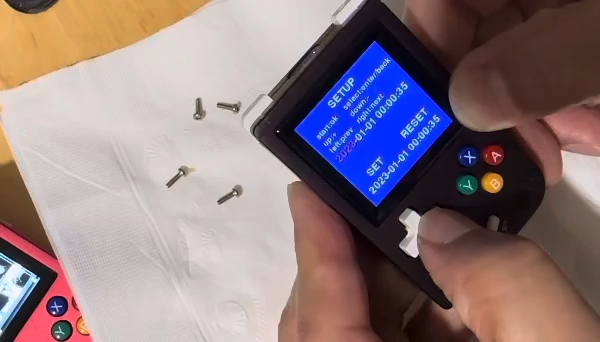 SETUP
start:ok select:enter/back
up:+ down:-
left:prev right:next
2023-01-01 00:00:35
SET RESET
2023-01-01 00:00:35
X A
Y B
X
Y